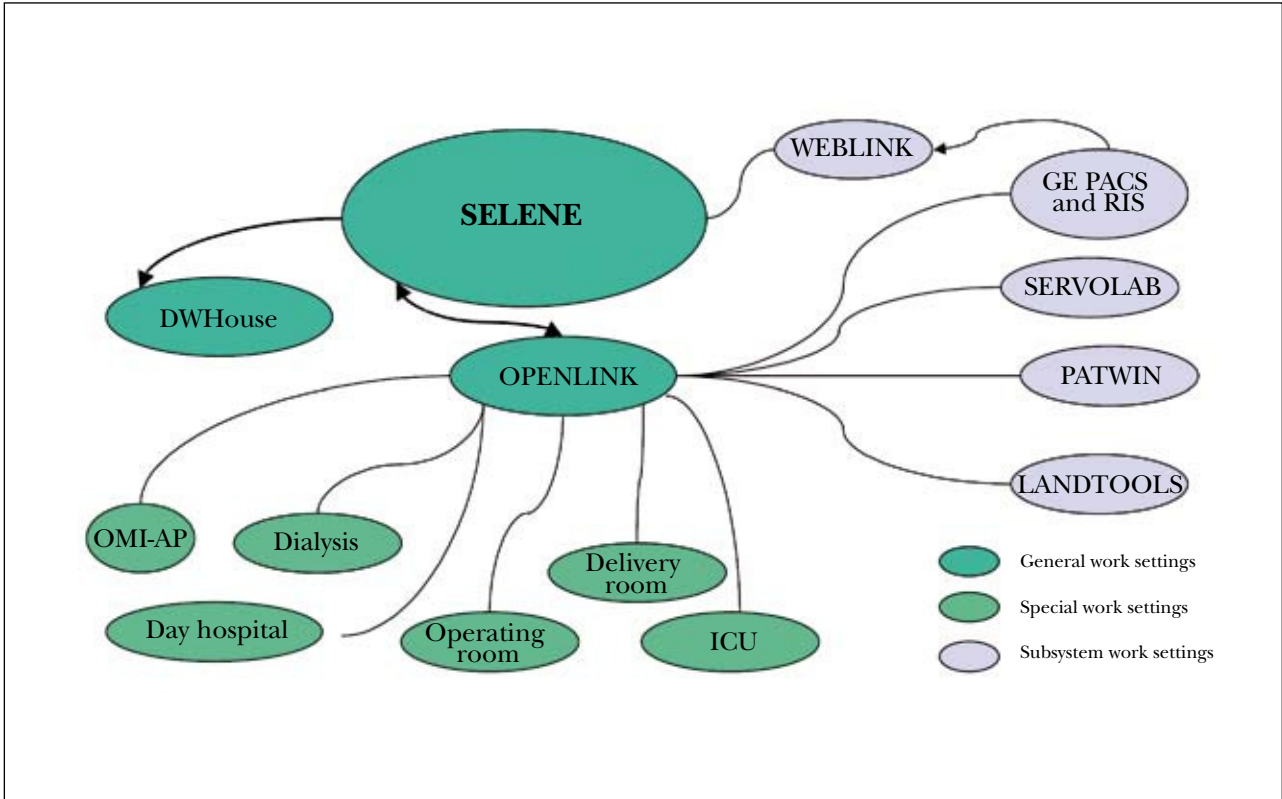 WEBLINK
GE PACS
and RIS
SELENE
SERVOLAB
DWHouse
OPENLINK
PATWIN
LANDTOOLS
OMI-AP
Dialysis
Delivery
room
Day hospital
Operating
room
ICU
General work settings
Special work settings
Subsystem work settings